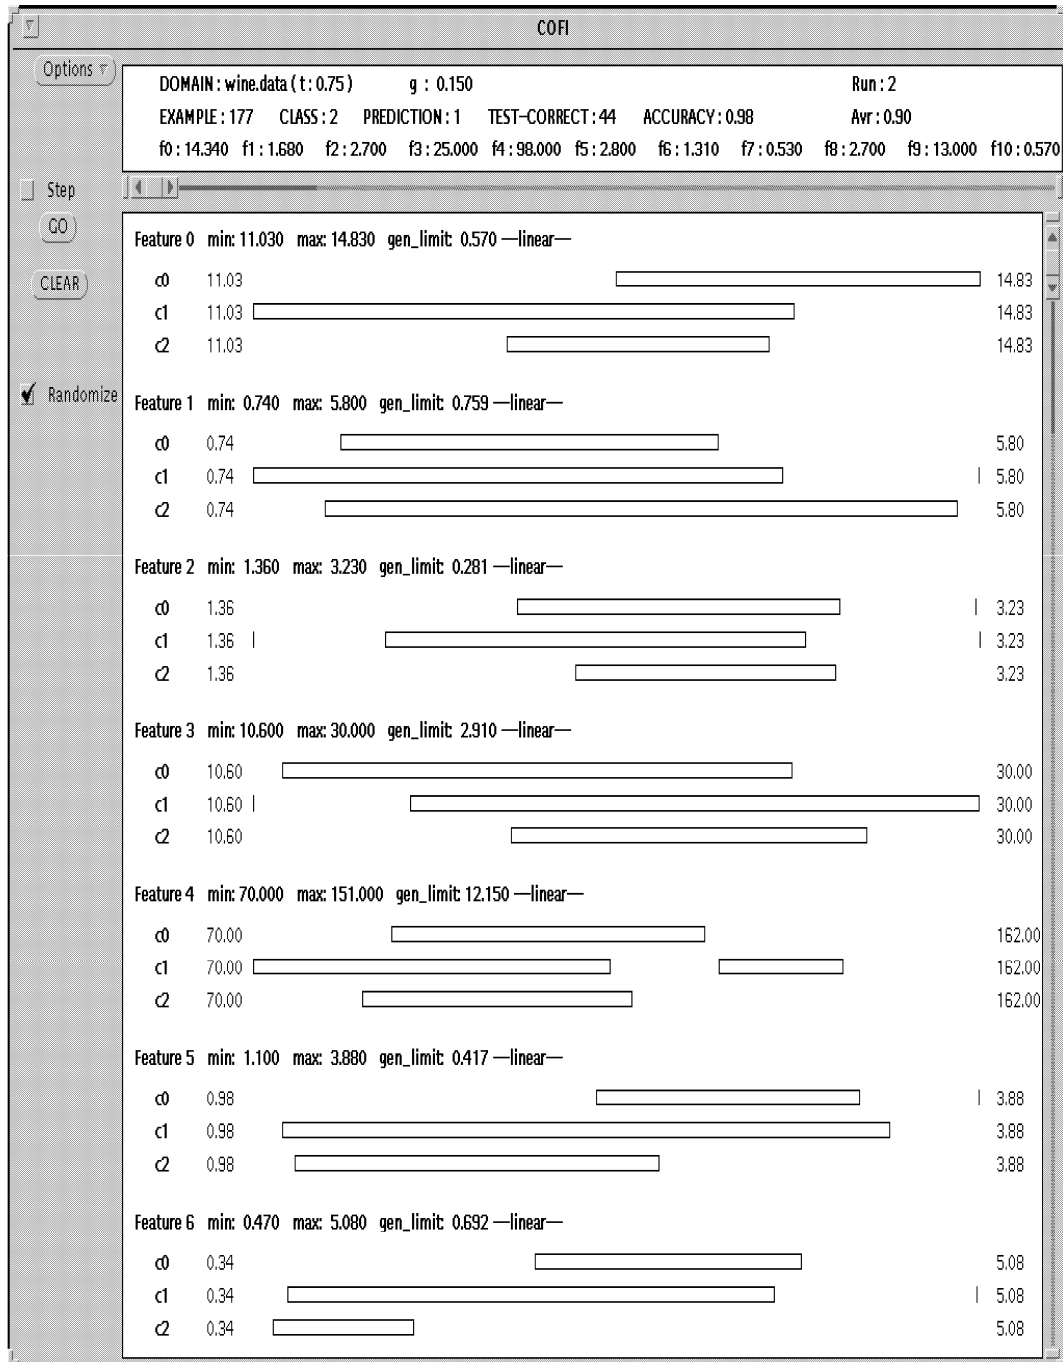 COFI
Options
DOMAIN : wine.data ( t : 0.75 ) g : 0.150 Run : 2
EXAMPLE : 177 CLASS : 2 PREDICTION : 1 TEST-CORRECT : 44 ACCURACY : 0.98 Avr : 0.90
f0 : 14.340 f1 : 1.680 f2 : 2.700 f3 : 25.000 f4 : 98.000 f5 : 2.800 f6 : 1.310 f7 : 0.530 f8 : 2.700 f9 : 13.000 f10 : 0.570
Step
GO
CLEAR
Randomize
Feature 0 min: 11.030 max: 14.830 gen_limit: 0.570 —linear—
c0 11.03 14.83
c1 11.03 14.83
c2 11.03 14.83
Feature 1 min: 0.740 max: 5.800 gen_limit: 0.759 —linear—
c0 0.74 5.80
c1 0.74 5.80
c2 0.74 5.80
Feature 2 min: 1.360 max: 3.230 gen_limit: 0.281 —linear—
c0 1.36 3.23
c1 1.36 3.23
c2 1.36 3.23
Feature 3 min: 10.600 max: 30.000 gen_limit: 2.910 —linear—
c0 10.60 30.00
c1 10.60 30.00
c2 10.60 30.00
Feature 4 min: 70.000 max: 151.000 gen_limit: 12.150 —linear—
c0 70.00 162.00
c1 70.00 162.00
c2 70.00 162.00
Feature 5 min: 1.100 max: 3.880 gen_limit: 0.417 —linear—
c0 0.98 3.88
c1 0.98 3.88
c2 0.98 3.88
Feature 6 min: 0.470 max: 5.080 gen_limit: 0.692 —linear—
c0 0.34 5.08
c1 0.34 5.08
c2 0.34 5.08